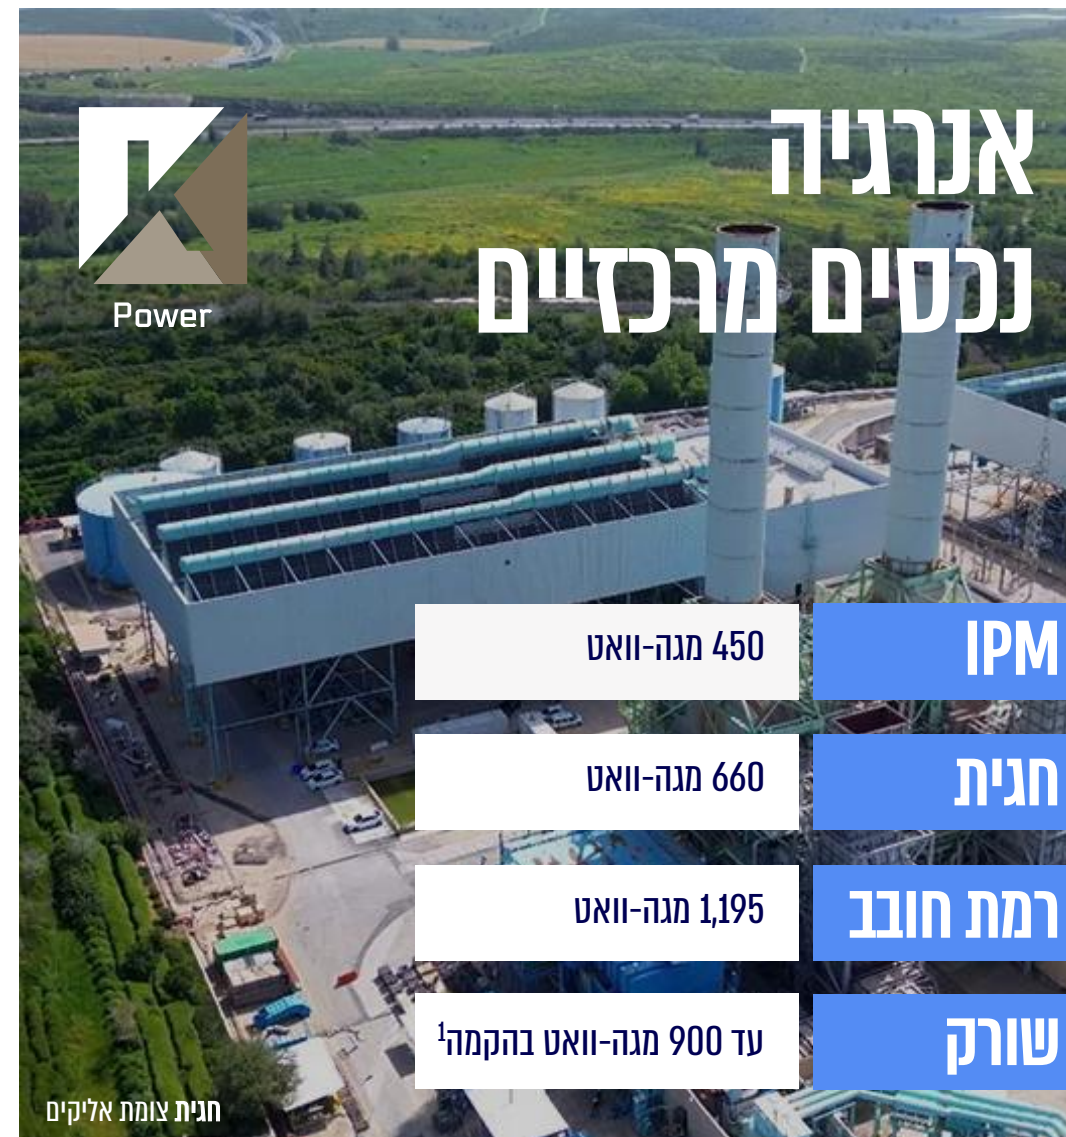 אנרגיה
נכסים מרכזיים
Power
IPM
450 מגה-וואט
חגית
660 מגה-וואט
רמת חובב
1,195 מגה-וואט
שורק
עד 900 מגה-וואט בהקמה¹
חגית צומת אליקים